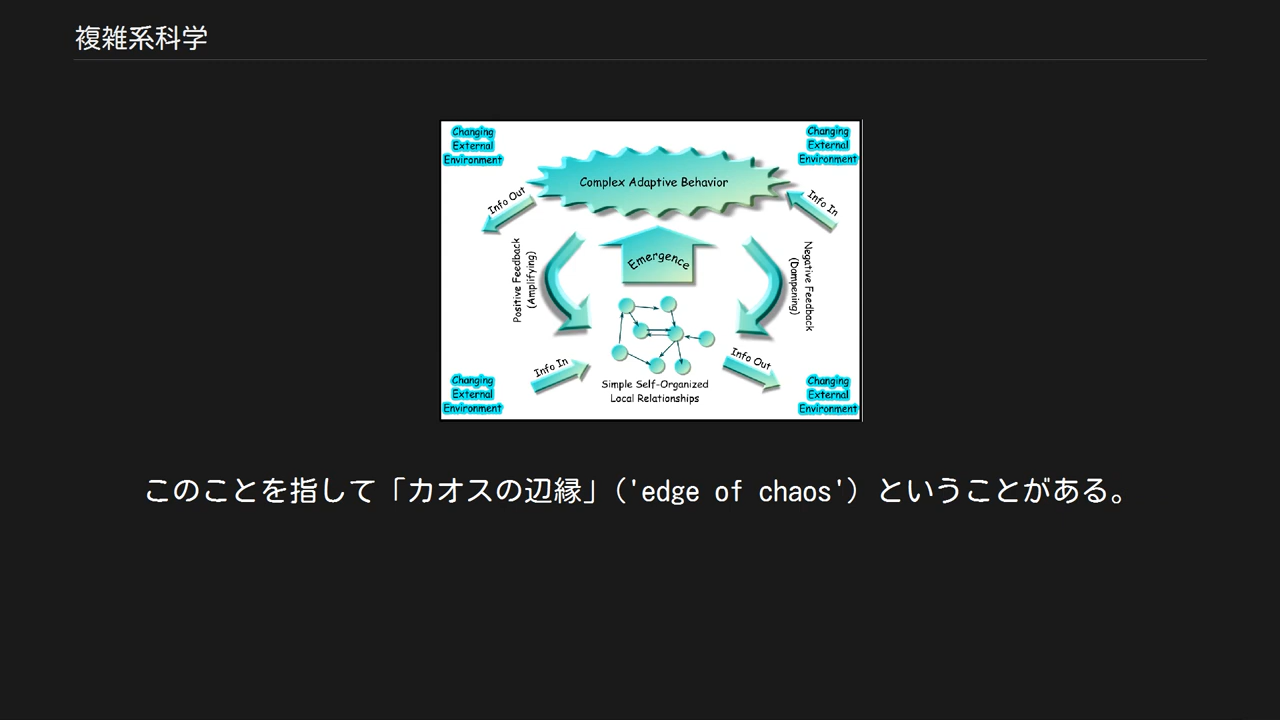 複雑系科学
Changing
External
Environment
Changing
External
Environment
Complex Adaptive Behavior
Info Out
Info In
Positive Feedback
(Amplifying)
Emergence
Negative Feedback
(Dampening)
Info In
Info Out
Simple Self-Organized
Local Relationships
Changing
External
Environment
Changing
External
Environment
このことを指して「カオスの辺縁」('edge of chaos') ということがある。